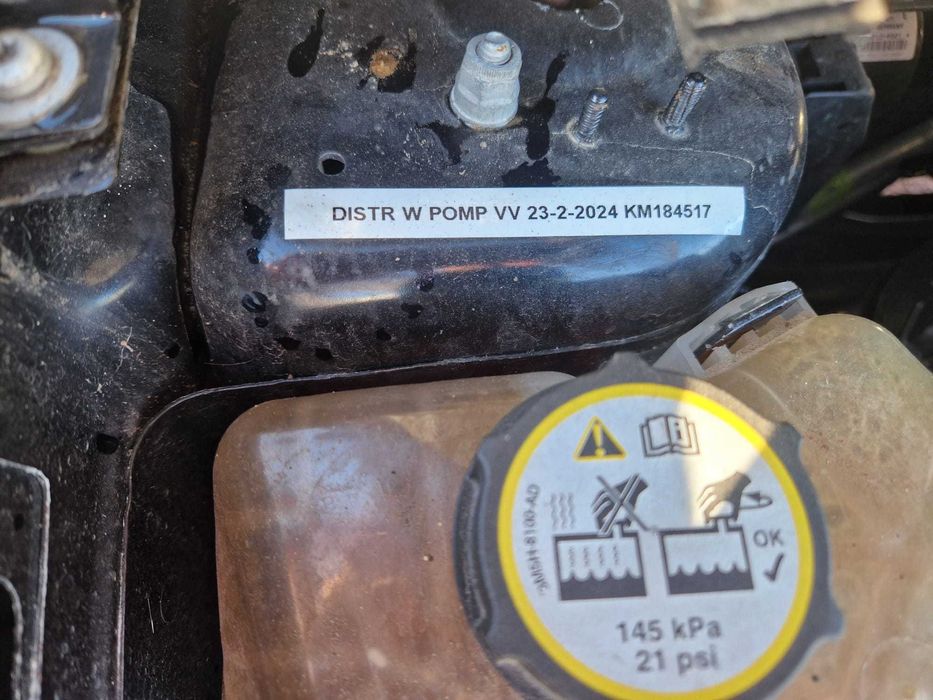 DISTR W POMP VV 23-2-2024 KM184517
OK
145 kPa
21 psi